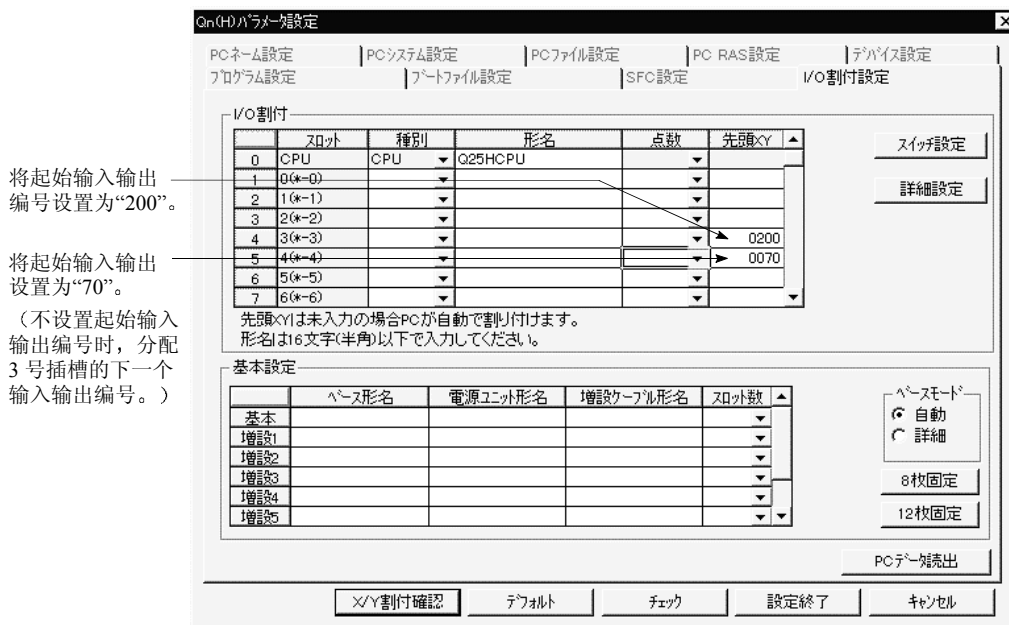 Qn(H)パラメータ設定
PCネーム設定 PCシステム設定 PCファイル設定 PC RAS設定 デバイス設定
プログラム設定 ブートファイル設定 SFC設定 I/O割付設定
I/O割付
スロット 種別 形名 点数 先頭XY
0 CPU CPU Q25HCPU
1 0(*-0)
2 1(*-1)
3 2(*-2)
4 3(*-3) 0200
5 4(*-4) 0070
6 5(*-5)
7 6(*-6)
スイッチ設定
詳細設定
将起始输入输出
编号设置为“200”。
将起始输入输出
设置为“70”。
（不设置起始输入
输出编号时，分配
3 号插槽的下一个
输入输出编号。）
先頭XYは未入力の場合PCが自動で割り付けます。
形名は16文字(半角)以下で入力してください。
基本設定
ベース形名 電源ユニット形名 増設ケーブル形名 スロット数
基本
増設1
増設2
増設3
増設4
増設5
ベースモード
自動
詳細
8枚固定
12枚固定
PCデータ読出
X/Y割付確認 デフォルト チェック 設定終了 キャンセル